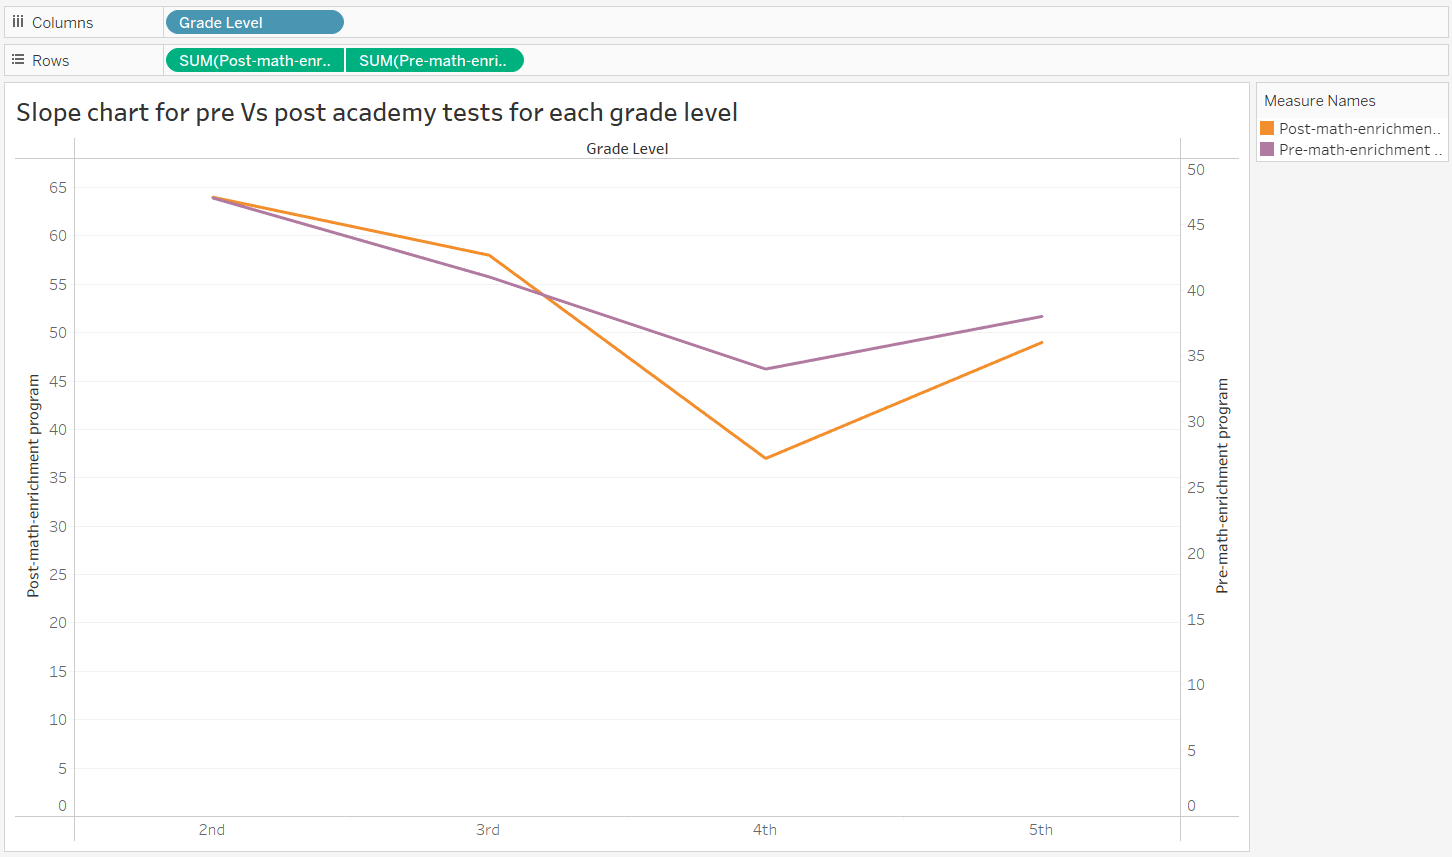 Columns
Grade Level
Rows
SUM(Post-math-enr..
SUM(Pre-math-enri..
Slope chart for pre Vs post academy tests for each grade level
Measure Names
Post-math-enrichmen..
Pre-math-enrichment ..
Grade Level
Post-math-enrichment program
65
60
55
50
45
40
35
30
25
20
15
10
5
0
50
45
40
35
30
25
20
15
10
5
0
Pre-math-enrichment program
2nd
3rd
4th
5th